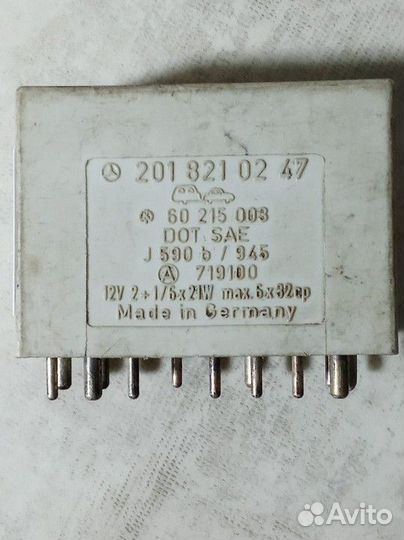 201 821 02 47
60 215 003
DOT SAE
J 590 b / 945
A 719100
12V 2+1/6x21W max. 6x32cp
Made in Germany
Avito